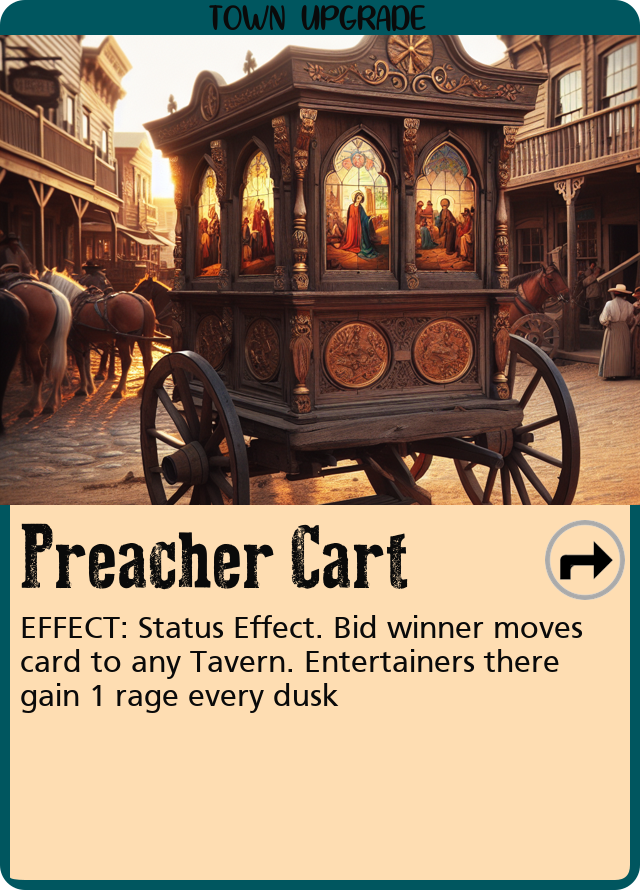 TOWN UPGRADE
Preacher Cart
EFFECT: Status Effect. Bid winner moves
card to any Tavern. Entertainers there
gain 1 rage every dusk